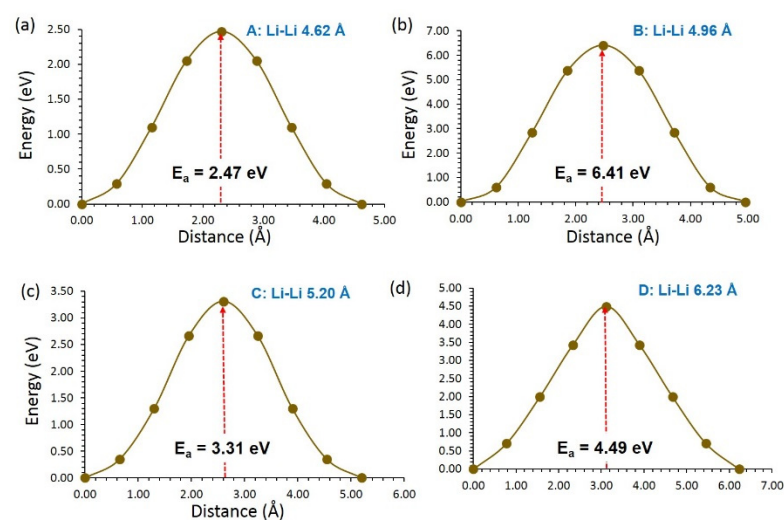 (a)
A: Li-Li 4.62 Å
Energy (eV)
2.50
2.00
1.50
1.00
0.50
0.00
Eₐ = 2.47 eV
0.00 1.00 2.00 3.00 4.00 5.00
Distance (Å)
(b)
B: Li-Li 4.96 Å
Energy (eV)
7.00
6.00
5.00
4.00
3.00
2.00
1.00
0.00
Eₐ = 6.41 eV
0.00 1.00 2.00 3.00 4.00 5.00
Distance (Å)
(c)
C: Li-Li 5.20 Å
Energy (eV)
3.50
3.00
2.50
2.00
1.50
1.00
0.50
0.00
Eₐ = 3.31 eV
0.00 1.00 2.00 3.00 4.00 5.00 6.00
Distance (Å)
(d)
D: Li-Li 6.23 Å
5.00
4.50
4.00
3.50
3.00
2.50
2.00
1.50
1.00
0.50
0.00
Eₐ = 4.49 eV
0.00 1.00 2.00 3.00 4.00 5.00 6.00 7.00